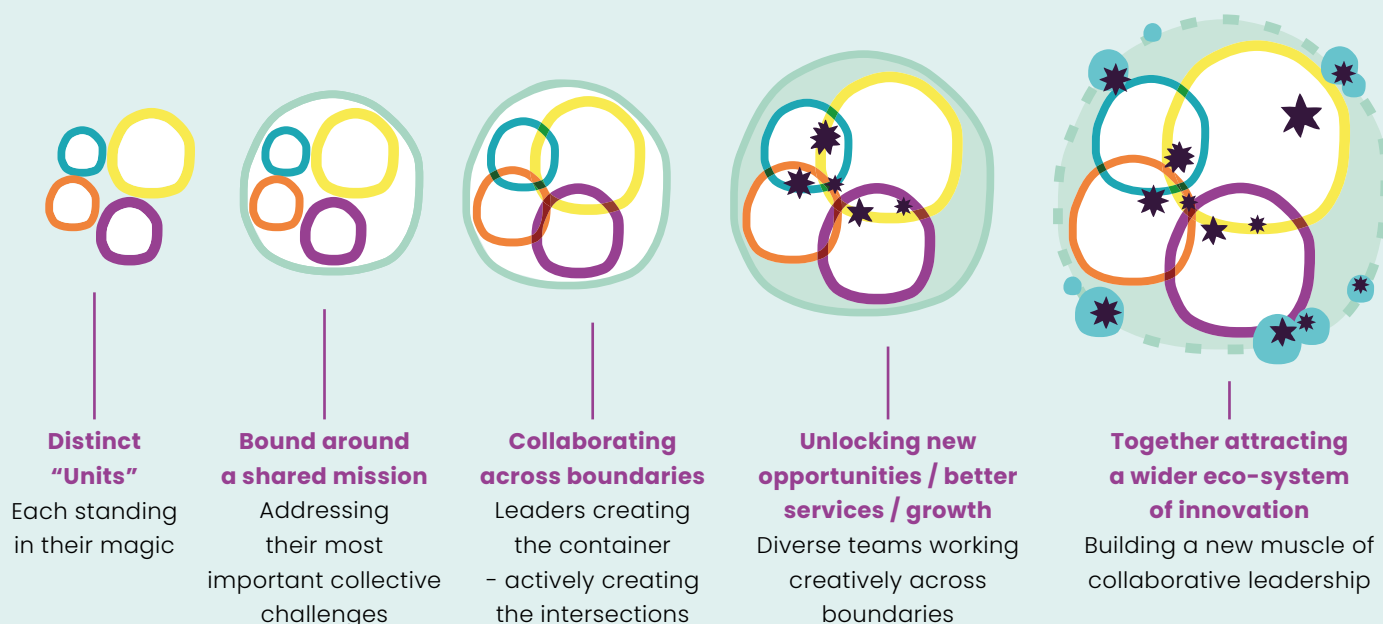 Distinct
“Units”
Each standing
in their magic
Bound around
a shared mission
Addressing
their most
important collective
challenges
Collaborating
across boundaries
Leaders creating
the container
- actively creating
the intersections
Unlocking new
opportunities / better
services / growth
Diverse teams working
creatively across
boundaries
Together attracting
a wider eco-system
of innovation
Building a new muscle of
collaborative leadership